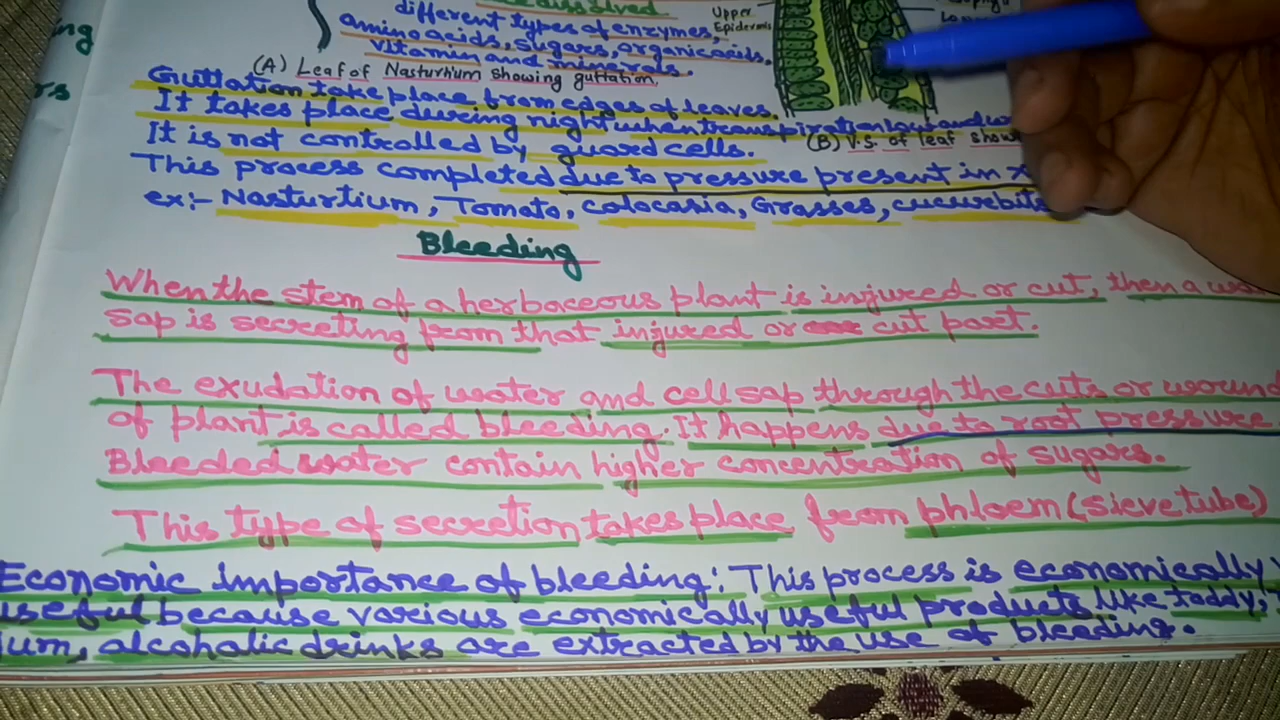 dissolved
different types of enzymes,
aminoacids, sugars, organic acids.
vitamin and minerals.
(A) Leaf of Nasturtium showing guttation.
Upper
Epidermis
Guttation take place from edges of leaves.
It takes place during night when transpiration
It is not controlled by guard cells.
(B) V.S. of leaf show
This process completed due to pressure present in
ex:- Nasturtium, Tomato, Colocasia, Grasses, cucurbits
Bleeding
When the stem of a herbaceous plant is injured or cut, then a
sap is secreting from that injured or cut part.
The exudation of water and cell sap through the cuts or wound
of plant is called bleeding. It happens due to root pressure
Bleeded water contain higher concentration of sugars.
This type of secretion takes place from phloem (sieve tube)
Economic importance of bleeding: This process is economically
useful because various economically useful products like taddy,
ium, alcoholic drinks are extracted by the use of bleeding.